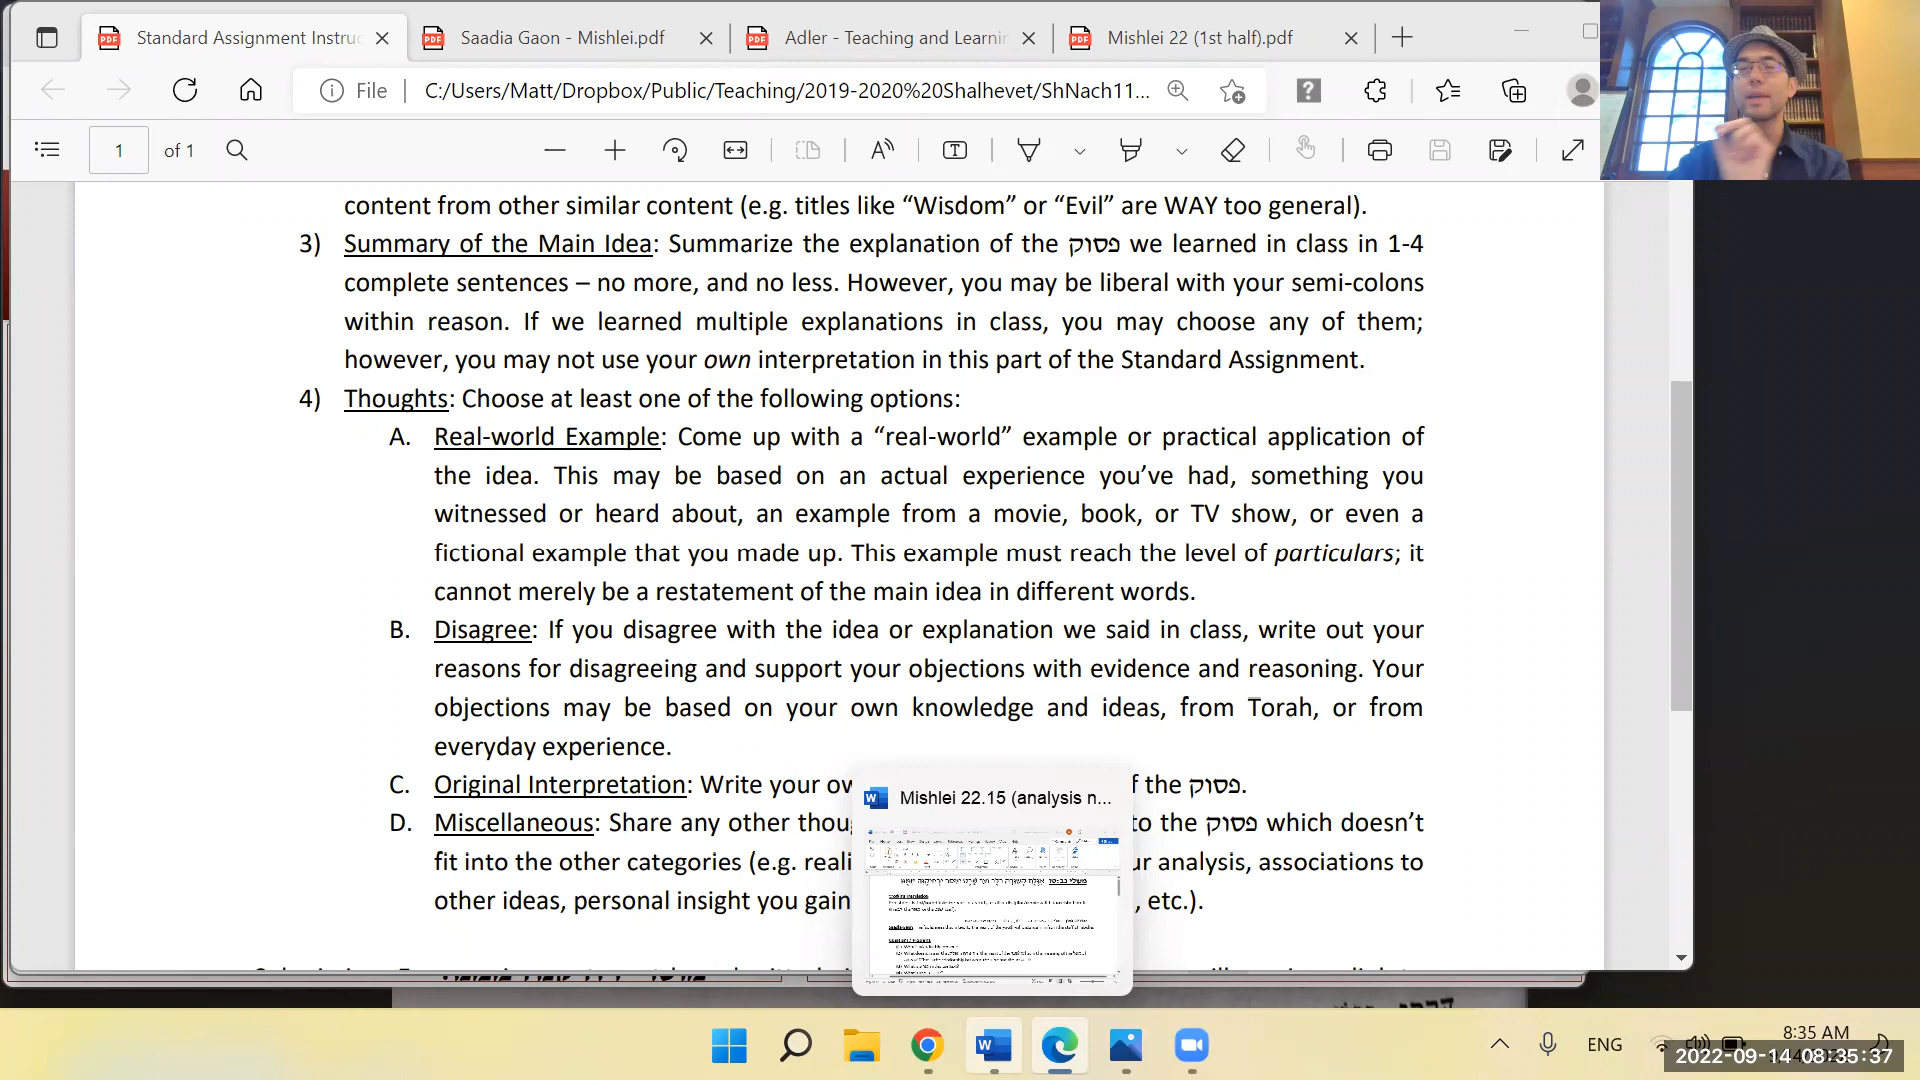 Standard Assignment Instruc
Saadia Gaon - Mishlei.pdf
Adler - Teaching and Learnin
Mishlei 22 (1st half).pdf
File
C:/Users/Matt/Dropbox/Public/Teaching/2019-2020%20Shalhevet/ShNach11...
1 of 1
content from other similar content (e.g. titles like “Wisdom” or “Evil” are WAY too general).
3) Summary of the Main Idea: Summarize the explanation of the פסוק we learned in class in 1-4
complete sentences – no more, and no less. However, you may be liberal with your semi-colons
within reason. If we learned multiple explanations in class, you may choose any of them;
however, you may not use your own interpretation in this part of the Standard Assignment.
4) Thoughts: Choose at least one of the following options:
A. Real-world Example: Come up with a “real-world” example or practical application of
the idea. This may be based on an actual experience you’ve had, something you
witnessed or heard about, an example from a movie, book, or TV show, or even a
fictional example that you made up. This example must reach the level of particulars; it
cannot merely be a restatement of the main idea in different words.
B. Disagree: If you disagree with the idea or explanation we said in class, write out your
reasons for disagreeing and support your objections with evidence and reasoning. Your
objections may be based on your own knowledge and ideas, from Torah, or from
everyday experience.
C. Original Interpretation: Write your ow f the פסוק.
Mishlei 22.15 (analysis n...
D. Miscellaneous: Share any other thoug to the פסוק which doesn’t
fit into the other categories (e.g. reali ur analysis, associations to
other ideas, personal insight you gain , etc.).
ENG
8:35 AM
2022-09-14 08:35:37